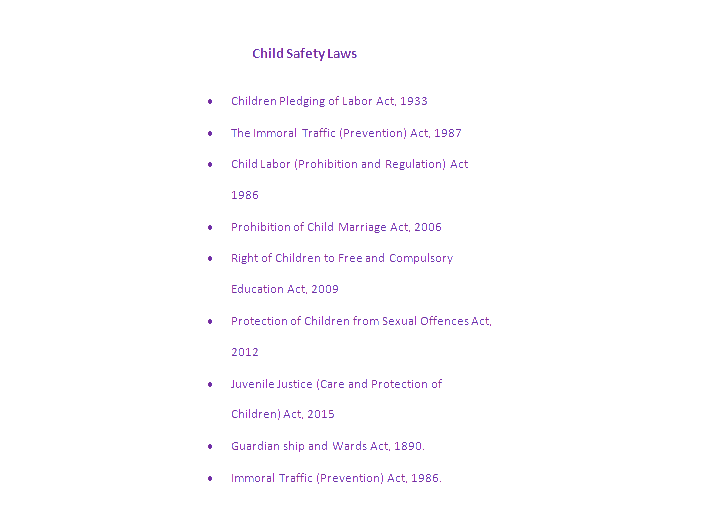 Child Safety Laws
• Children Pledging of Labor Act, 1933
• The Immoral Traffic (Prevention) Act, 1987
• Child Labor (Prohibition and Regulation) Act
1986
• Prohibition of Child Marriage Act, 2006
• Right of Children to Free and Compulsory
Education Act, 2009
• Protection of Children from Sexual Offences Act,
2012
• Juvenile Justice (Care and Protection of
Children) Act, 2015
• Guardian ship and Wards Act, 1890.
• Immoral Traffic (Prevention) Act, 1986.